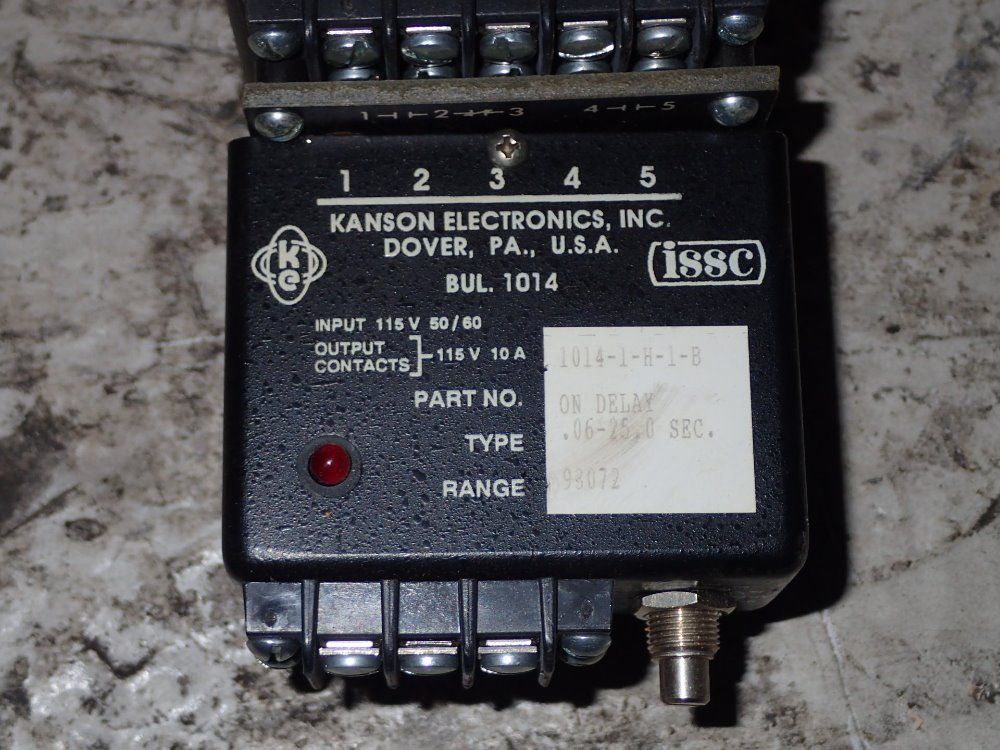 1 2 3 4 5
1 2 3 4 5
KANSON ELECTRONICS, INC.
DOVER, PA., U.S.A.
ke
issc
BUL. 1014
INPUT 115 V 50/60
OUTPUT CONTACTS 115 V 10 A
PART NO. 1014-1-H-1-B
TYPE ON DELAY
.06-25.0 SEC.
RANGE 93072